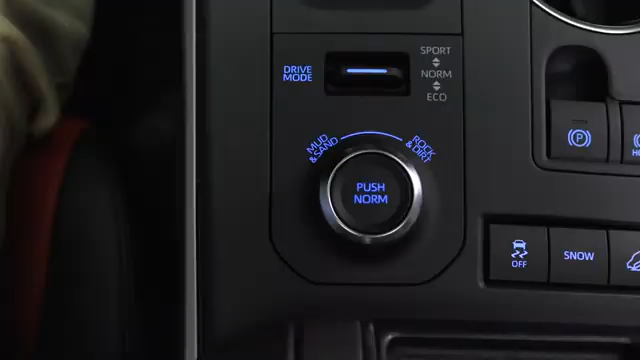 DRIVE
MODE
SPORT
NORM
ECO
MUD
& SAND
ROCK
& DIRT
PUSH
NORM
P
OFF
SNOW